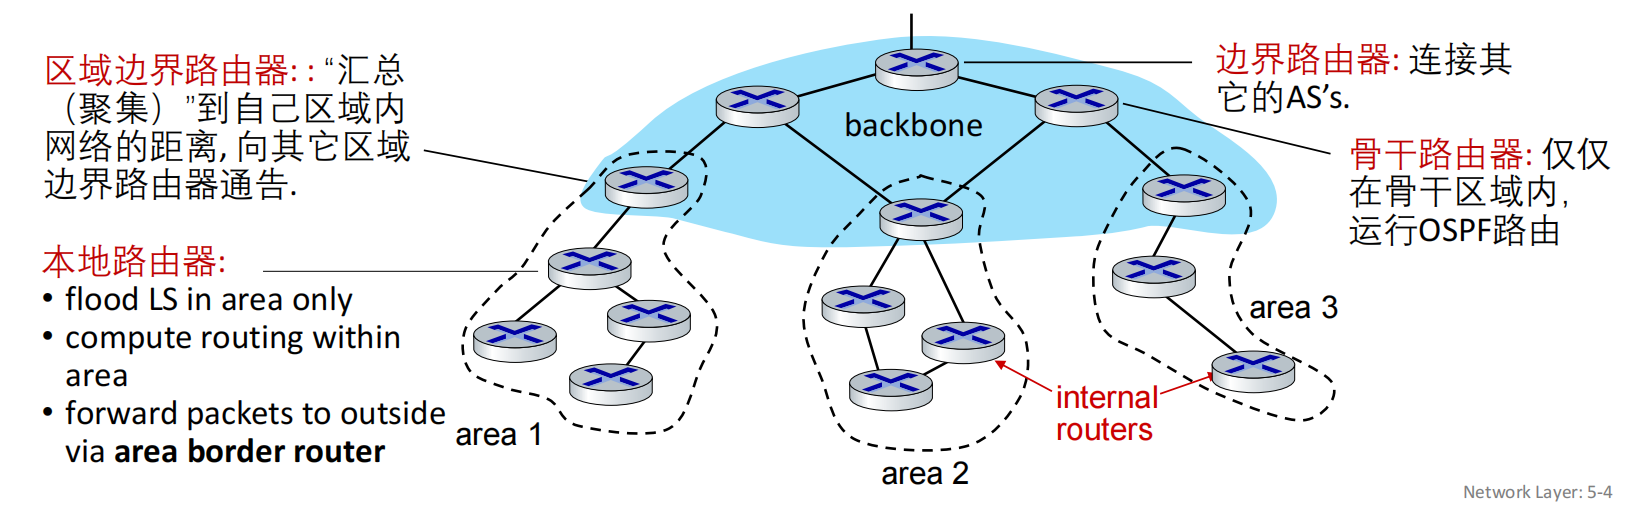 区域边界路由器: : “汇总
（聚集）”到自己区域内
网络的距离, 向其它区域
边界路由器通告.
本地路由器:
• flood LS in area only
• compute routing within
area
• forward packets to outside
via area border router
backbone
area 1
area 2
area 3
internal
routers
边界路由器: 连接其
它的AS’s.
骨干路由器: 仅仅
在骨干区域内,
运行OSPF路由
Network Layer: 5-4